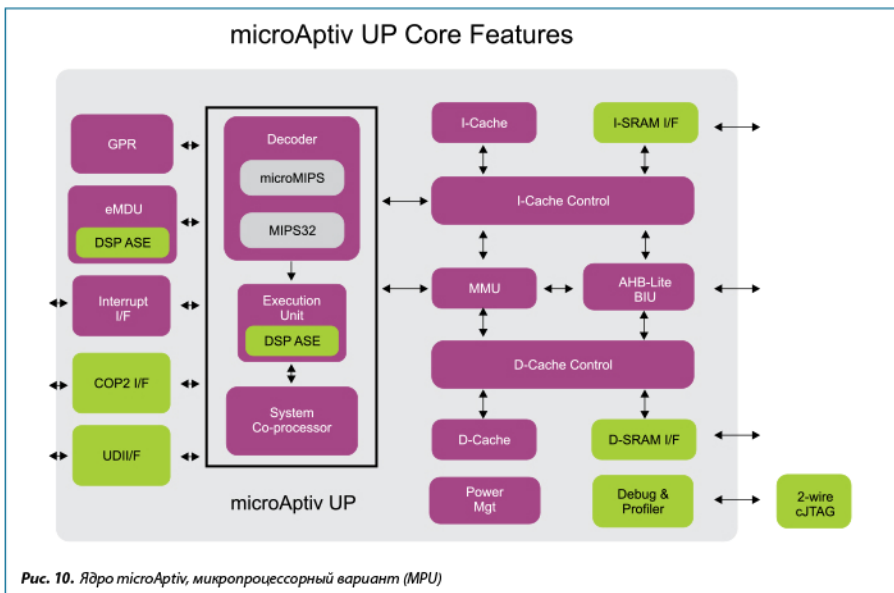 microAptiv UP Core Features
GPR
eMDU
DSP ASE
Interrupt
I/F
COP2 I/F
UDII/F
Decoder
microMIPS
MIPS32
Execution
Unit
DSP ASE
System
Co-processor
microAptiv UP
I-Cache
I-SRAM I/F
I-Cache Control
MMU
AHB-Lite
BIU
D-Cache Control
D-Cache
D-SRAM I/F
Power
Mgt
Debug &
Profiler
2-wire
cJTAG
Рис. 10. Ядро microAptiv, микропроцессорный вариант (MPU)